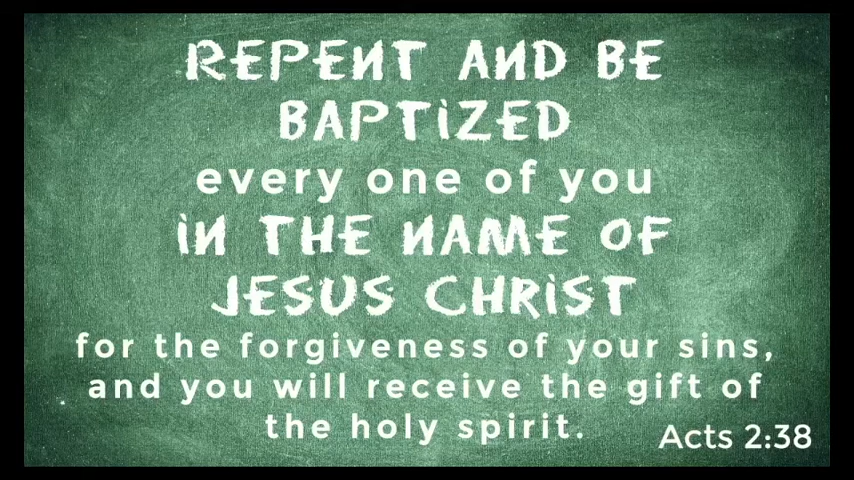 REPENT AND BE
BAPTIZED
every one of you
iN THE NAME OF
JESUS CHRiST
for the forgiveness of your sins,
and you will receive the gift of
the holy spirit.
Acts 2:38